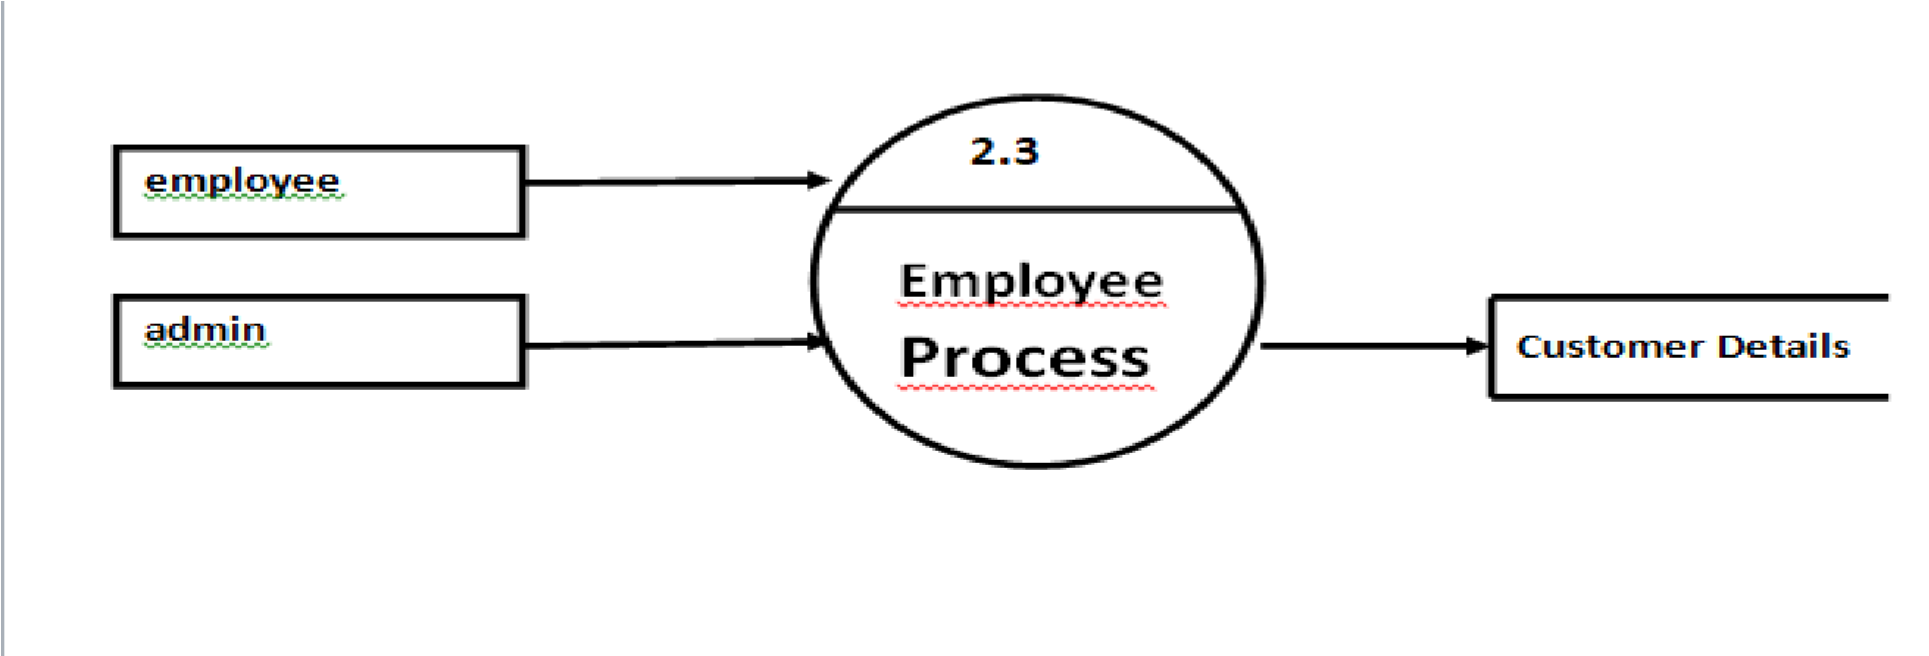 employee
admin
2.3
Employee
Process
Customer Details